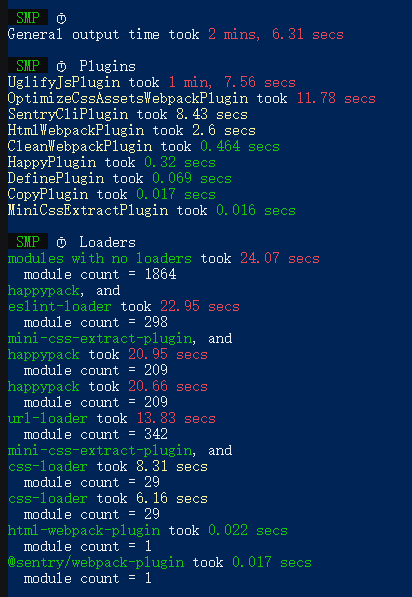 SMP ⏱
General output time took 2 mins, 6.31 secs
SMP ⏱ Plugins
UglifyJsPlugin took 1 min, 7.56 secs
OptimizeCssAssetsWebpackPlugin took 11.78 secs
SentryCliPlugin took 8.43 secs
HtmlWebpackPlugin took 2.6 secs
CleanWebpackPlugin took 0.464 secs
HappyPlugin took 0.32 secs
DefinePlugin took 0.069 secs
CopyPlugin took 0.017 secs
MiniCssExtractPlugin took 0.016 secs
SMP ⏱ Loaders
modules with no loaders took 24.07 secs
module count = 1864
happypack, and
eslint-loader took 22.95 secs
module count = 298
mini-css-extract-plugin, and
happypack took 20.95 secs
module count = 209
happypack took 20.66 secs
module count = 209
url-loader took 13.83 secs
module count = 342
mini-css-extract-plugin, and
css-loader took 8.31 secs
module count = 29
css-loader took 6.16 secs
module count = 29
html-webpack-plugin took 0.022 secs
module count = 1
@sentry/webpack-plugin took 0.017 secs
module count = 1